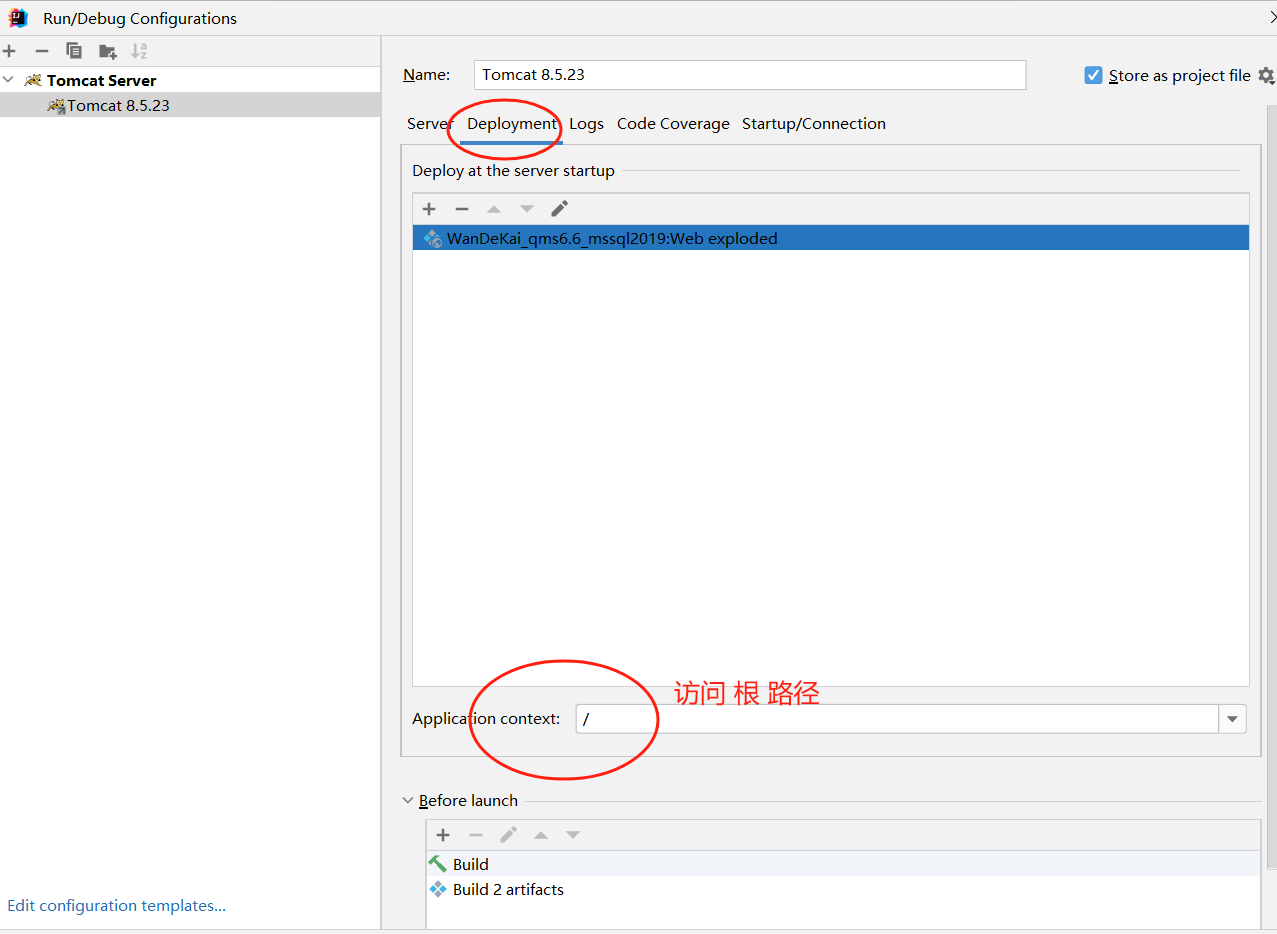 Run/Debug Configurations
Tomcat Server
Tomcat 8.5.23
Edit configuration templates...
Name: Tomcat 8.5.23 Store as project file
Server Deployment Logs Code Coverage Startup/Connection
Deploy at the server startup
WanDeKai_qms6.6_mssql2019:Web exploded
访问 根 路径
Application context: /
Before launch
Build
Build 2 artifacts